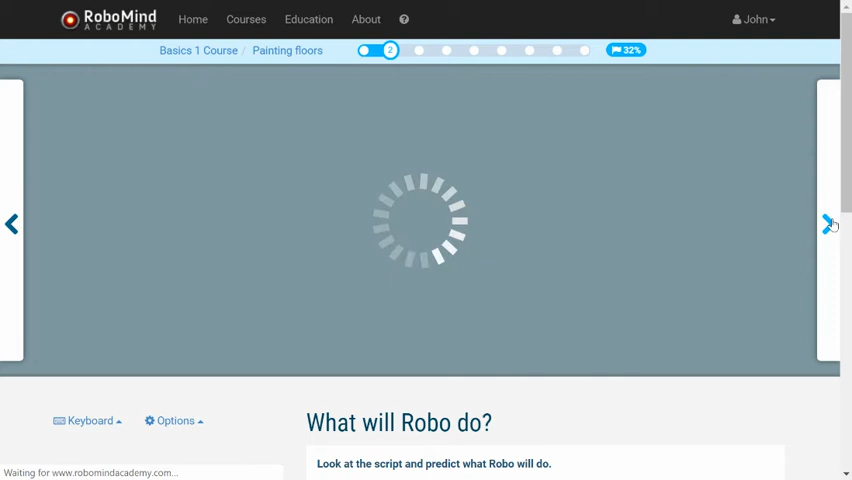 RoboMind
ACADEMY
Home Courses Education About ?
John
Basics 1 Course / Painting floors 2 32%
Keyboard Options
What will Robo do?
Look at the script and predict what Robo will do.
Waiting for www.robomindacademy.com...